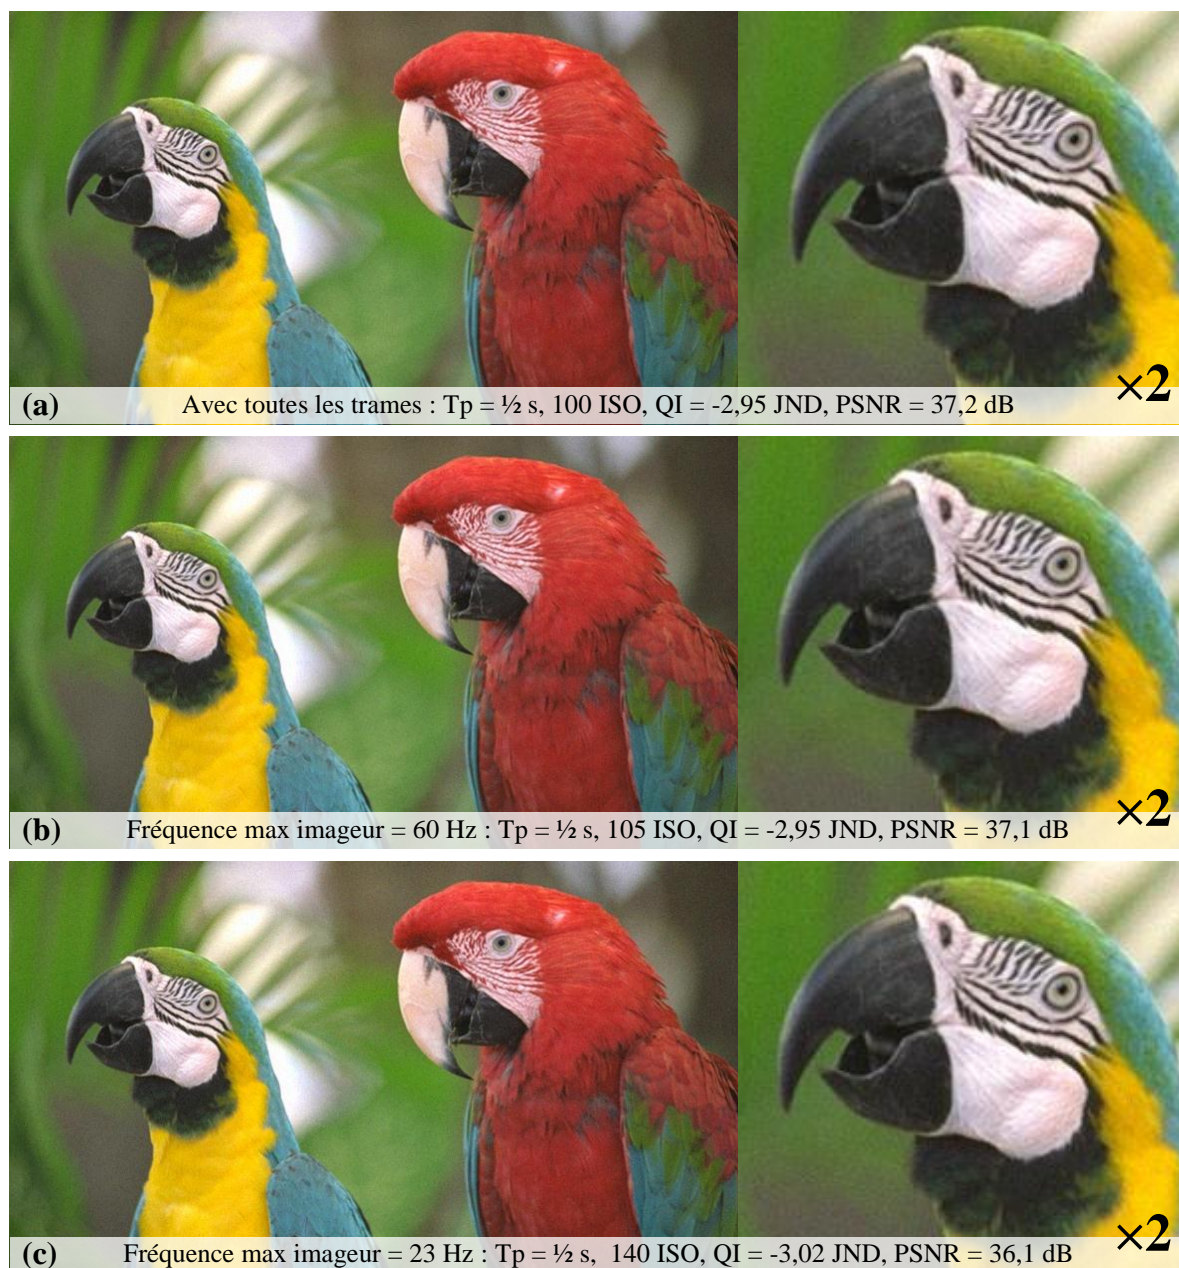 ×2
(a) Avec toutes les trames : Tp = ½ s, 100 ISO, QI = -2,95 JND, PSNR = 37,2 dB
×2
(b) Fréquence max imageur = 60 Hz : Tp = ½ s, 105 ISO, QI = -2,95 JND, PSNR = 37,1 dB
×2
(c) Fréquence max imageur = 23 Hz : Tp = ½ s, 140 ISO, QI = -3,02 JND, PSNR = 36,1 dB